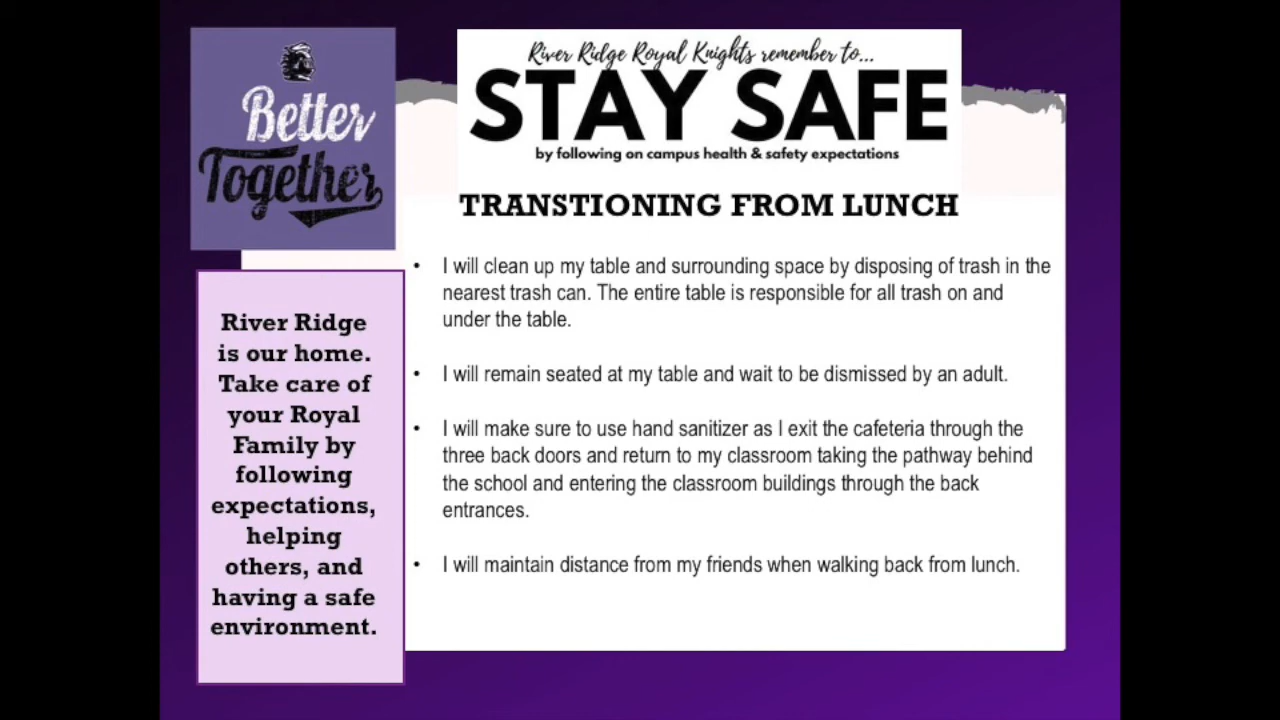 Better
Together
River Ridge Royal Knights remember to...
STAY SAFE
by following on campus health & safety expectations
TRANSTIONING FROM LUNCH
River Ridge
is our home.
Take care of
your Royal
Family by
following
expectations,
helping
others, and
having a safe
environment.
• I will clean up my table and surrounding space by disposing of trash in the
nearest trash can. The entire table is responsible for all trash on and
under the table.
• I will remain seated at my table and wait to be dismissed by an adult.
• I will make sure to use hand sanitizer as I exit the cafeteria through the
three back doors and return to my classroom taking the pathway behind
the school and entering the classroom buildings through the back
entrances.
• I will maintain distance from my friends when walking back from lunch.